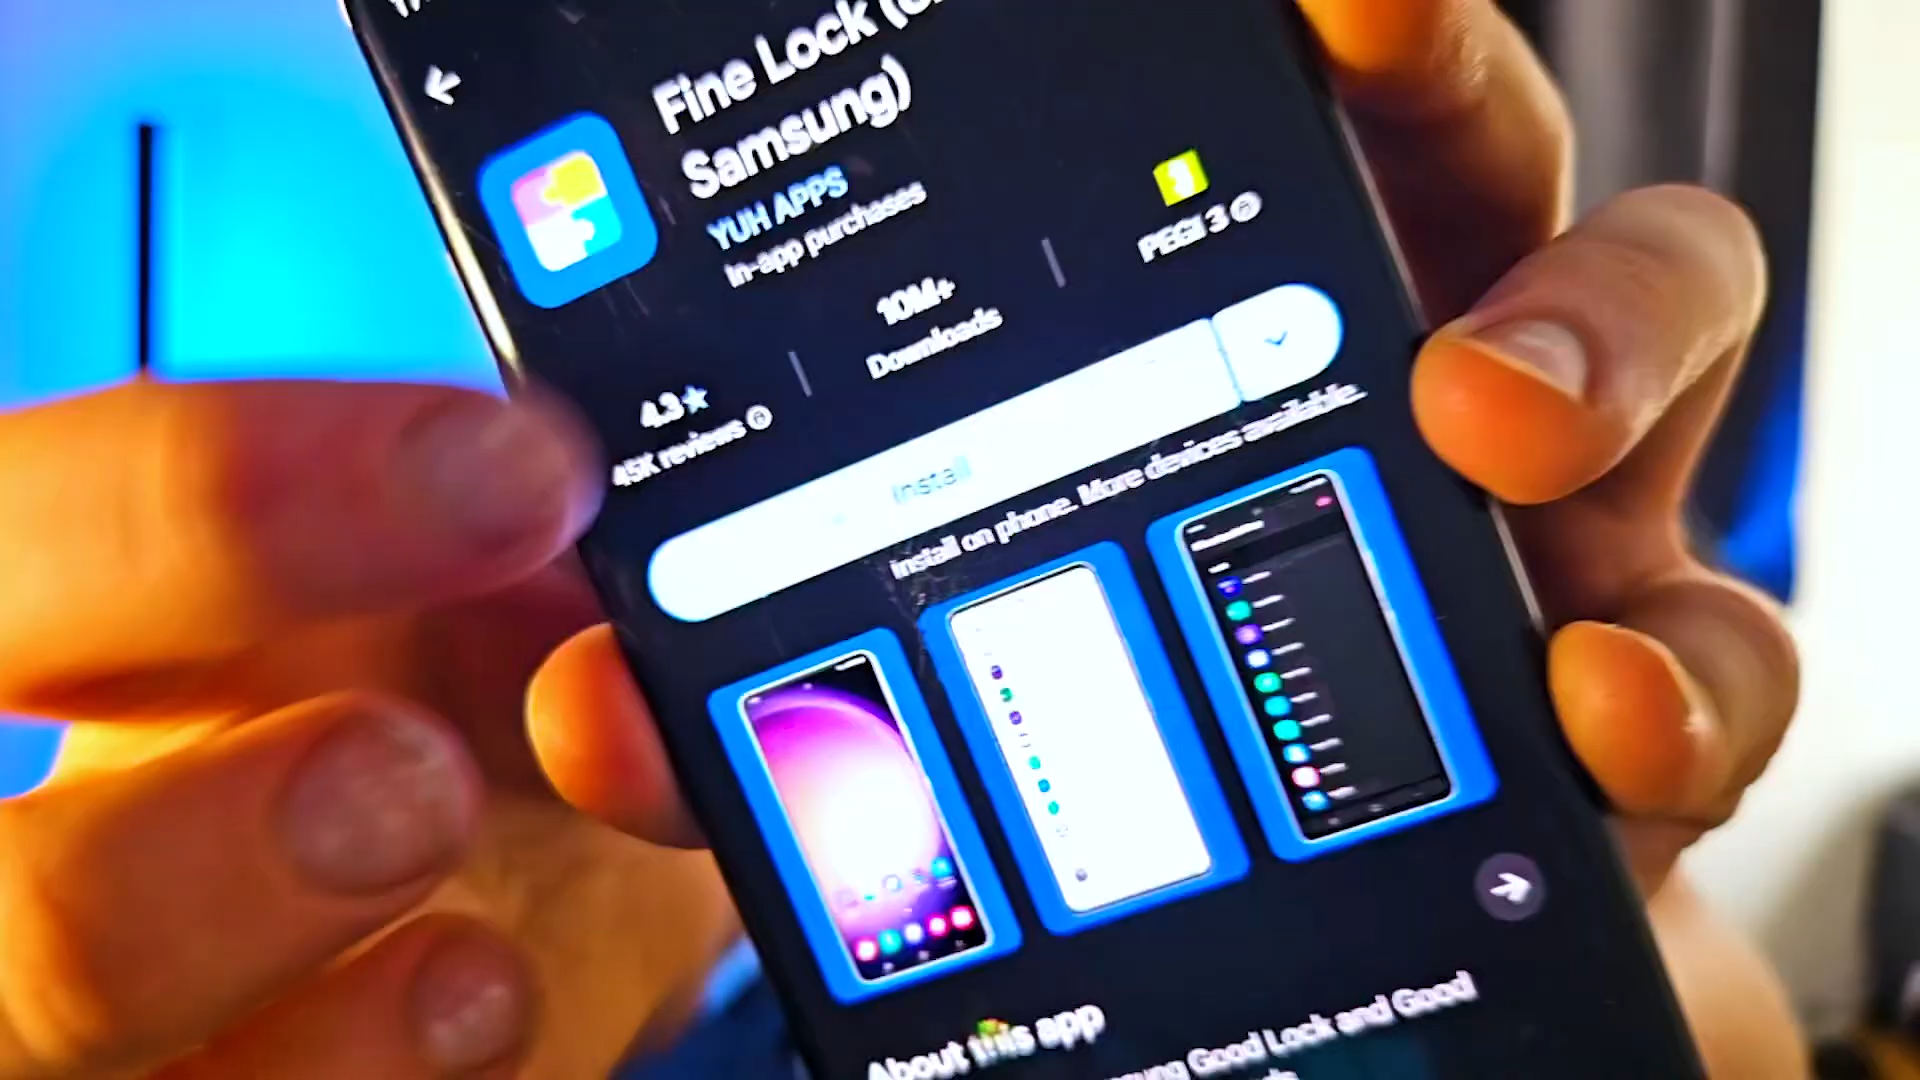 Fine Lock (
Samsung)
YUH APPS
In-app purchases
4.3★
45K reviews
10M+
Downloads
3
PEGI 3
Install
Install on phone. More devices available.
About this app
Good Lock and Good